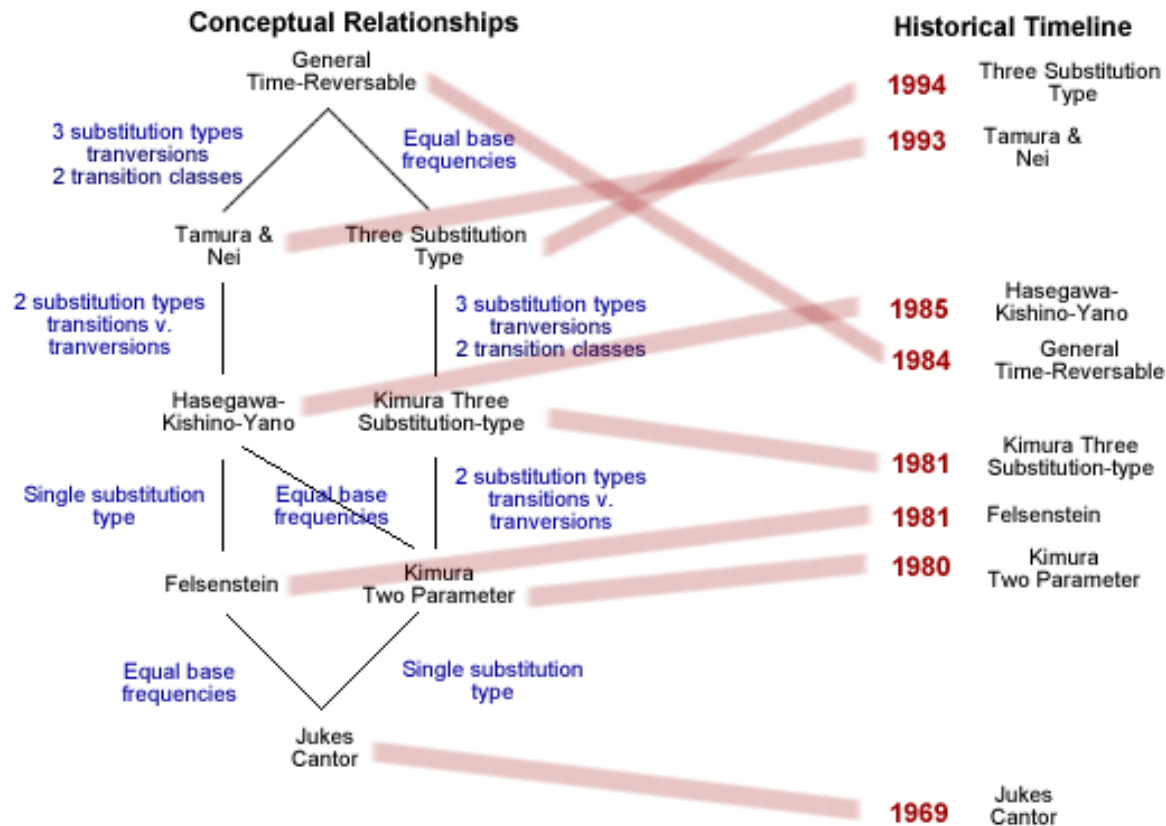 Conceptual Relationships
General
Time-Reversable
3 substitution types
tranversions
2 transition classes
Equal base
frequencies
Tamura &
Nei
Three Substitution
Type
2 substitution types
transitions v.
tranversions
3 substitution types
tranversions
2 transition classes
Hasegawa-
Kishino-Yano
Kimura Three
Substitution-type
Single substitution
type
Equal base
frequencies
2 substitution types
transitions v.
tranversions
Felsenstein
Kimura
Two Parameter
Equal base
frequencies
Single substitution
type
Jukes
Cantor
Historical Timeline
1994
Three Substitution
Type
1993
Tamura &
Nei
1985
Hasegawa-
Kishino-Yano
1984
General
Time-Reversable
1981
Kimura Three
Substitution-type
1981
Felsenstein
1980
Kimura
Two Parameter
1969
Jukes
Cantor